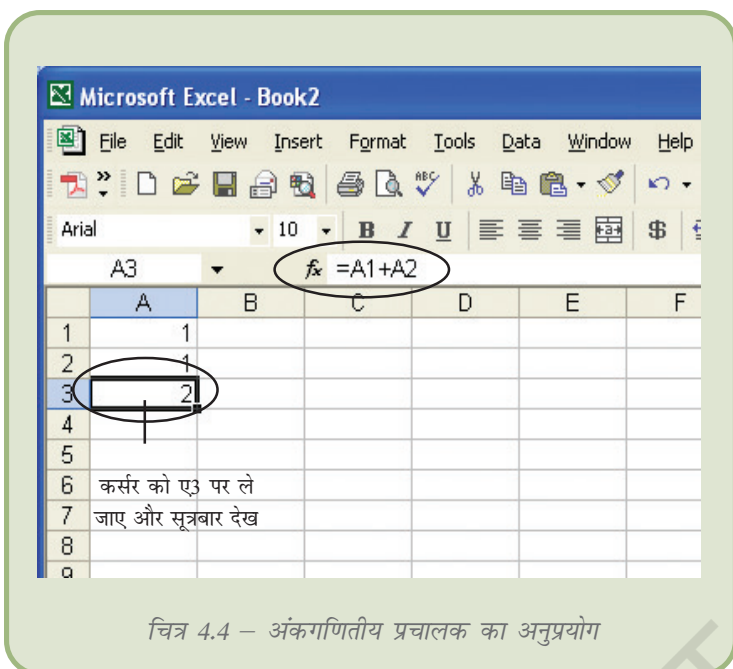 Microsoft Excel - Book2
File Edit View Insert Format Tools Data Window Help
ABC
Arial 10 B I U a $
A3 fx =A1+A2
A B C D E F
1 1
2 1
3 2
4
5
6 कर्सर को ए3 पर ले
7 जाए और सूत्रबार देख
8
9
चित्र 4.4 – अंकगणितीय प्रचालक का अनुप्रयोग